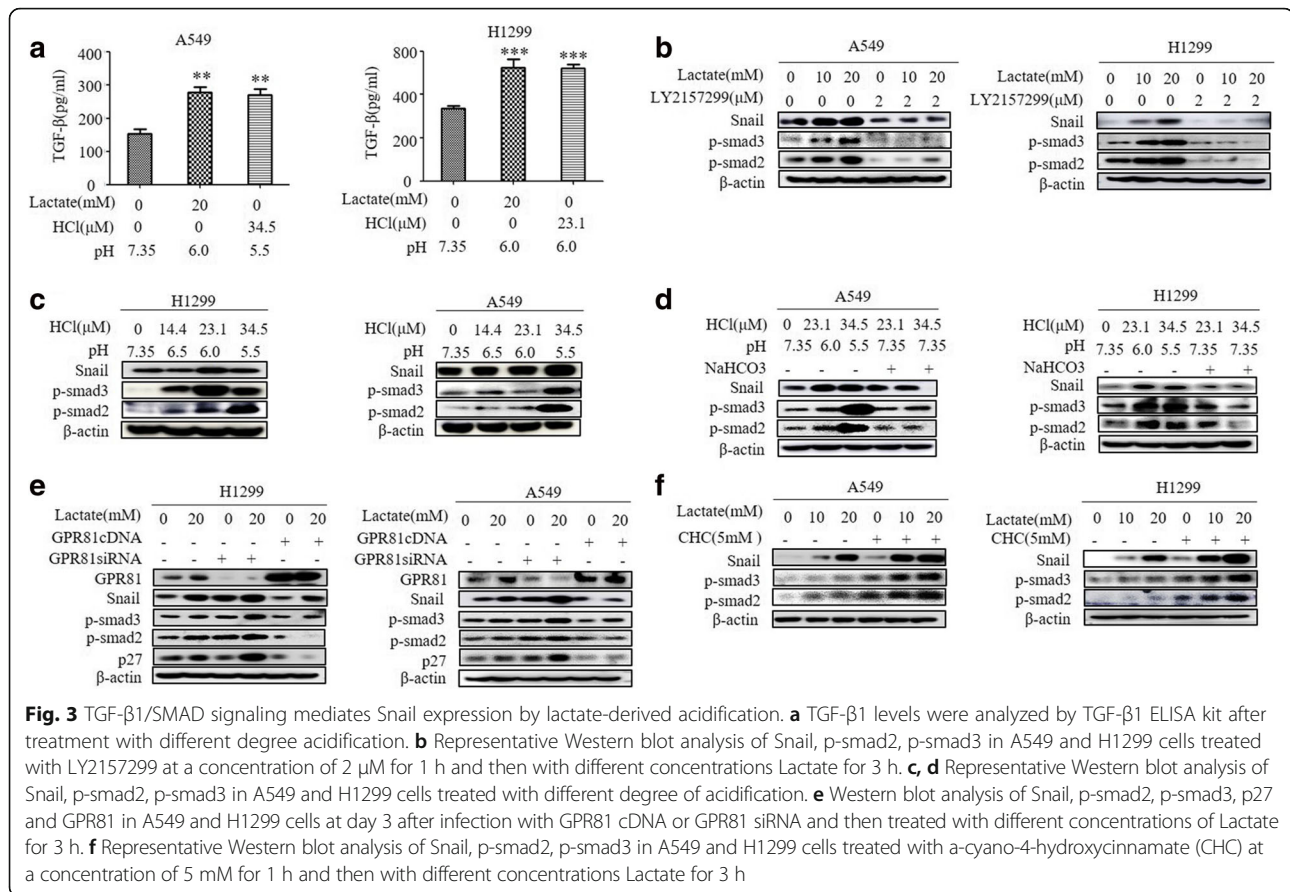 a
A549
TGF-β(pg/ml)
400
300
200
100
0
** **
Lactate(mM) 0 20 0
HCl(μM) 0 0 34.5
pH 7.35 6.0 5.5
H1299
TGF-β(pg/ml)
800
600
400
200
0
*** ***
Lactate(mM) 0 20 0
HCl(μM) 0 0 23.1
pH 7.35 6.0 6.0
b
A549
Lactate(mM) 0 10 20 0 10 20
LY2157299(μM) 0 0 0 2 2 2
Snail
p-smad3
p-smad2
β-actin
H1299
Lactate(mM) 0 10 20 0 10 20
LY2157299(μM) 0 0 0 2 2 2
Snail
p-smad3
p-smad2
β-actin
c
H1299
HCl(μM) 0 14.4 23.1 34.5
pH 7.35 6.5 6.0 5.5
Snail
p-smad3
p-smad2
β-actin
A549
HCl(μM) 0 14.4 23.1 34.5
pH 7.35 6.5 6.0 5.5
Snail
p-smad3
p-smad2
β-actin
d
A549
HCl(μM) 0 23.1 34.5 23.1 34.5
pH 7.35 6.0 5.5 7.35 7.35
NaHCO3 - - - + +
Snail
p-smad3
p-smad2
β-actin
H1299
HCl(μM) 0 23.1 34.5 23.1 34.5
pH 7.35 6.0 5.5 7.35 7.35
NaHCO3 - - - + +
Snail
p-smad3
p-smad2
β-actin
e
H1299
Lactate(mM) 0 20 0 20 0 20
GPR81cDNA - - - - + +
GPR81siRNA - - + + - -
GPR81
Snail
p-smad3
p-smad2
p27
β-actin
A549
Lactate(mM) 0 20 0 20 0 20
GPR81cDNA - - - - + +
GPR81siRNA - - + + - -
GPR81
Snail
p-smad3
p-smad2
p27
β-actin
f
A549
Lactate(mM) 0 10 20 0 10 20
CHC(5mM ) - - - + + +
Snail
p-smad3
p-smad2
β-actin
H1299
Lactate(mM) 0 10 20 0 10 20
CHC(5mM) - - - + + +
Snail
p-smad3
p-smad2
β-actin
Fig. 3 TGF-β1/SMAD signaling mediates Snail expression by lactate-derived acidification. a TGF-β1 levels were analyzed by TGF-β1 ELISA kit after
treatment with different degree acidification. b Representative Western blot analysis of Snail, p-smad2, p-smad3 in A549 and H1299 cells treated
with LY2157299 at a concentration of 2 μM for 1 h and then with different concentrations Lactate for 3 h. c, d Representative Western blot analysis of
Snail, p-smad2, p-smad3 in A549 and H1299 cells treated with different degree of acidification. e Western blot analysis of Snail, p-smad2, p-smad3, p27
and GPR81 in A549 and H1299 cells at day 3 after infection with GPR81 cDNA or GPR81 siRNA and then treated with different concentrations of Lactate
for 3 h. f Representative Western blot analysis of Snail, p-smad2, p-smad3 in A549 and H1299 cells treated with a-cyano-4-hydroxycinnamate (CHC) at
a concentration of 5 mM for 1 h and then with different concentrations Lactate for 3 h